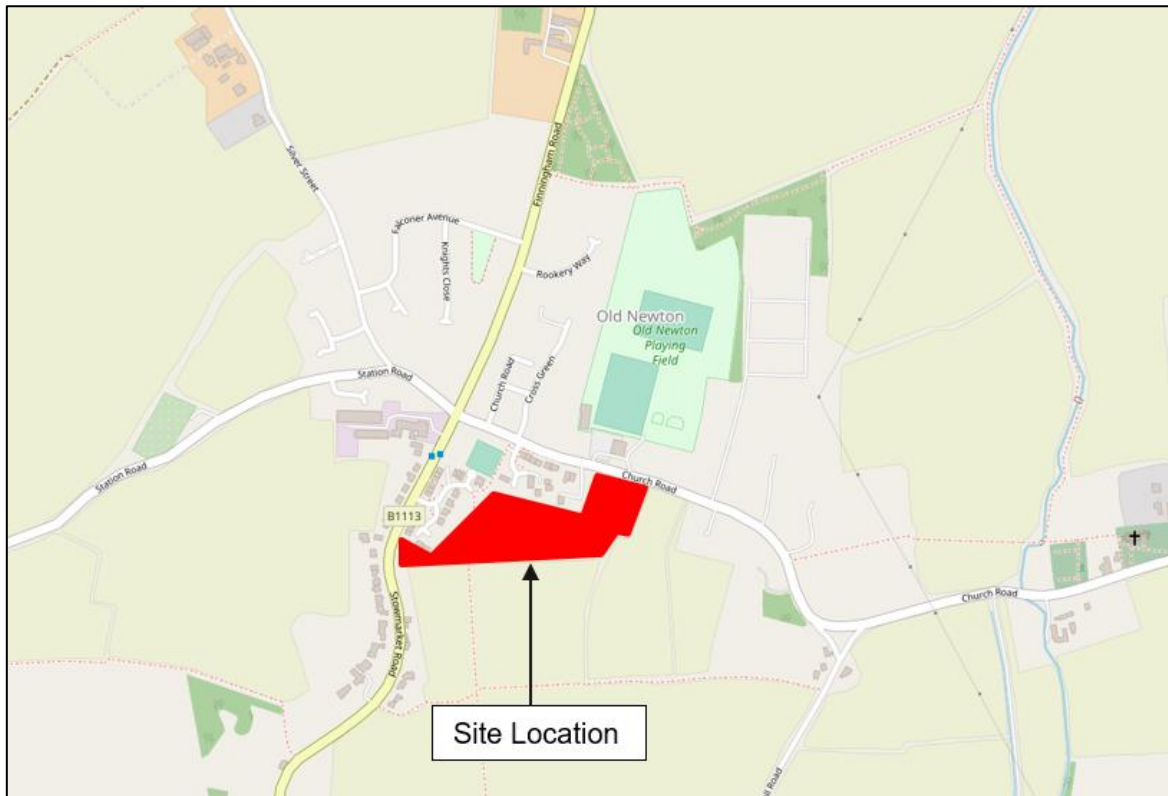 Finningham Road
Silver Street
Falconer Avenue
Knights Close
Rookery Way
Old Newton
Old Newton
Playing
Field
Church Road
Cross Green
Station Road
Station Road
Church Road
B1113
Stowmarket Road
Church Road
Site Location